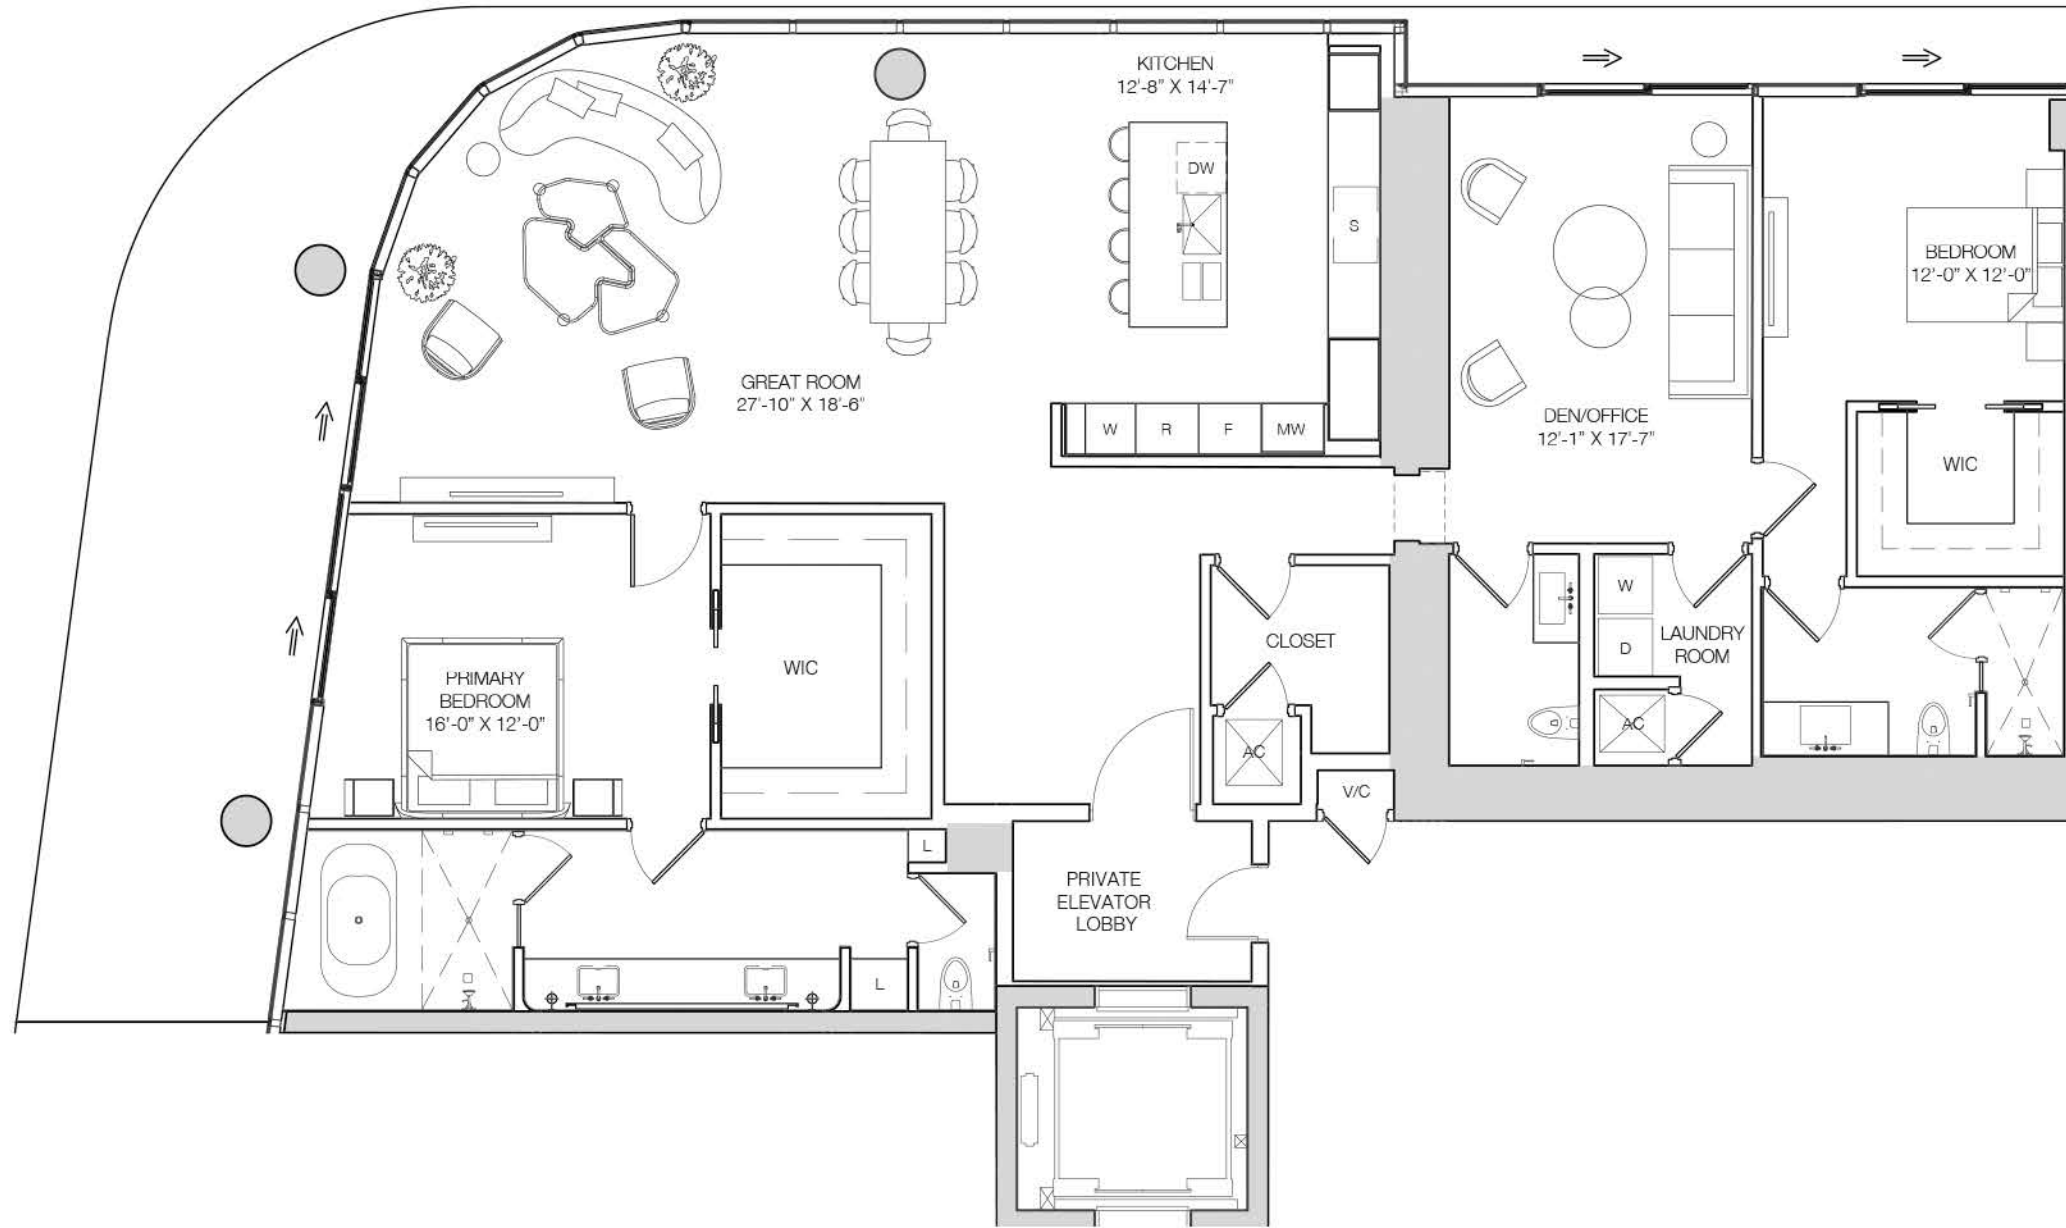 KITCHEN
12'-8" X 14'-7"
DW
S
BEDROOM
12'-0" X 12'-0"
GREAT ROOM
27'-10" X 18'-6"
W
R
F
MW
DEN/OFFICE
12'-1" X 17'-7"
WIC
W
D
LAUNDRY
ROOM
AC
CLOSET
AC
V/C
WIC
PRIMARY
BEDROOM
16'-0" X 12'-0"
L
PRIVATE
ELEVATOR
LOBBY
L